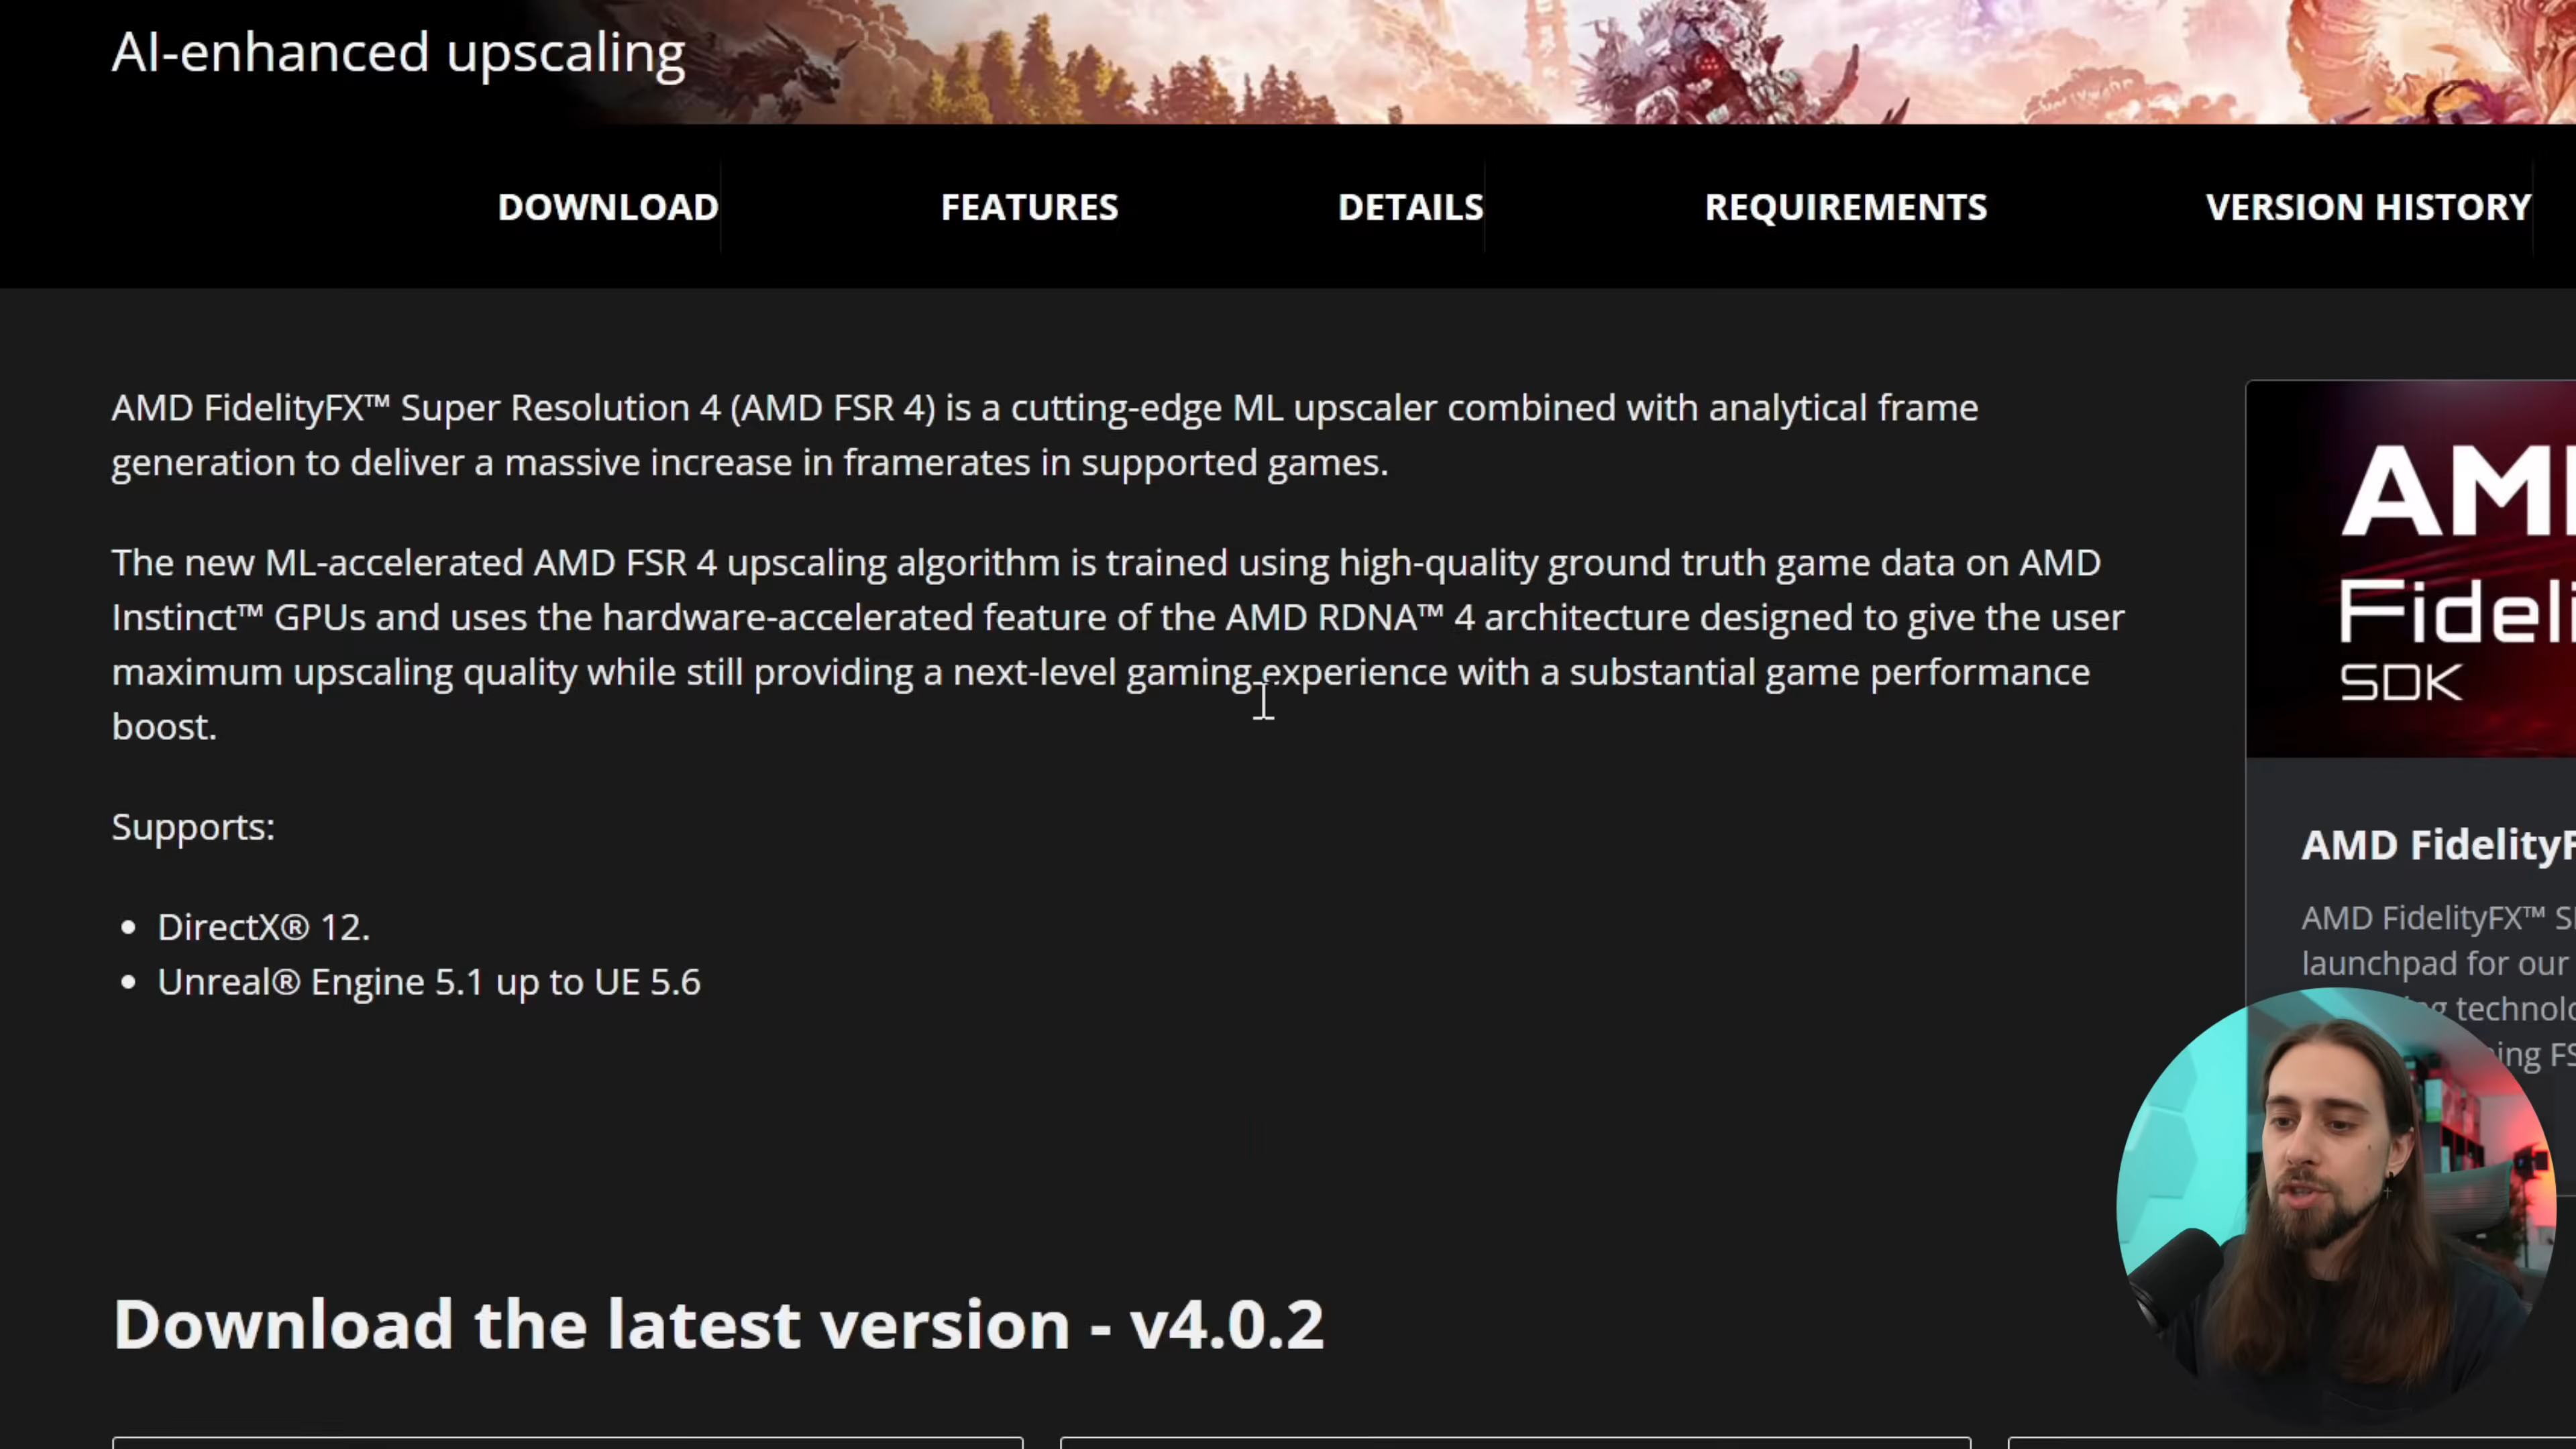 AI-enhanced upscaling
DOWNLOAD
FEATURES
DETAILS
REQUIREMENTS
VERSION HISTORY
AMD FidelityFX™ Super Resolution 4 (AMD FSR 4) is a cutting-edge ML upscaler combined with analytical frame
generation to deliver a massive increase in framerates in supported games.
The new ML-accelerated AMD FSR 4 upscaling algorithm is trained using high-quality ground truth game data on AMD
Instinct™ GPUs and uses the hardware-accelerated feature of the AMD RDNA™ 4 architecture designed to give the user
maximum upscaling quality while still providing a next-level gaming experience with a substantial game performance
boost.
Supports:
• DirectX® 12.
• Unreal® Engine 5.1 up to UE 5.6
Download the latest version - v4.0.2
SDK
AMD
AMD FidelityFX™
launchpad for our